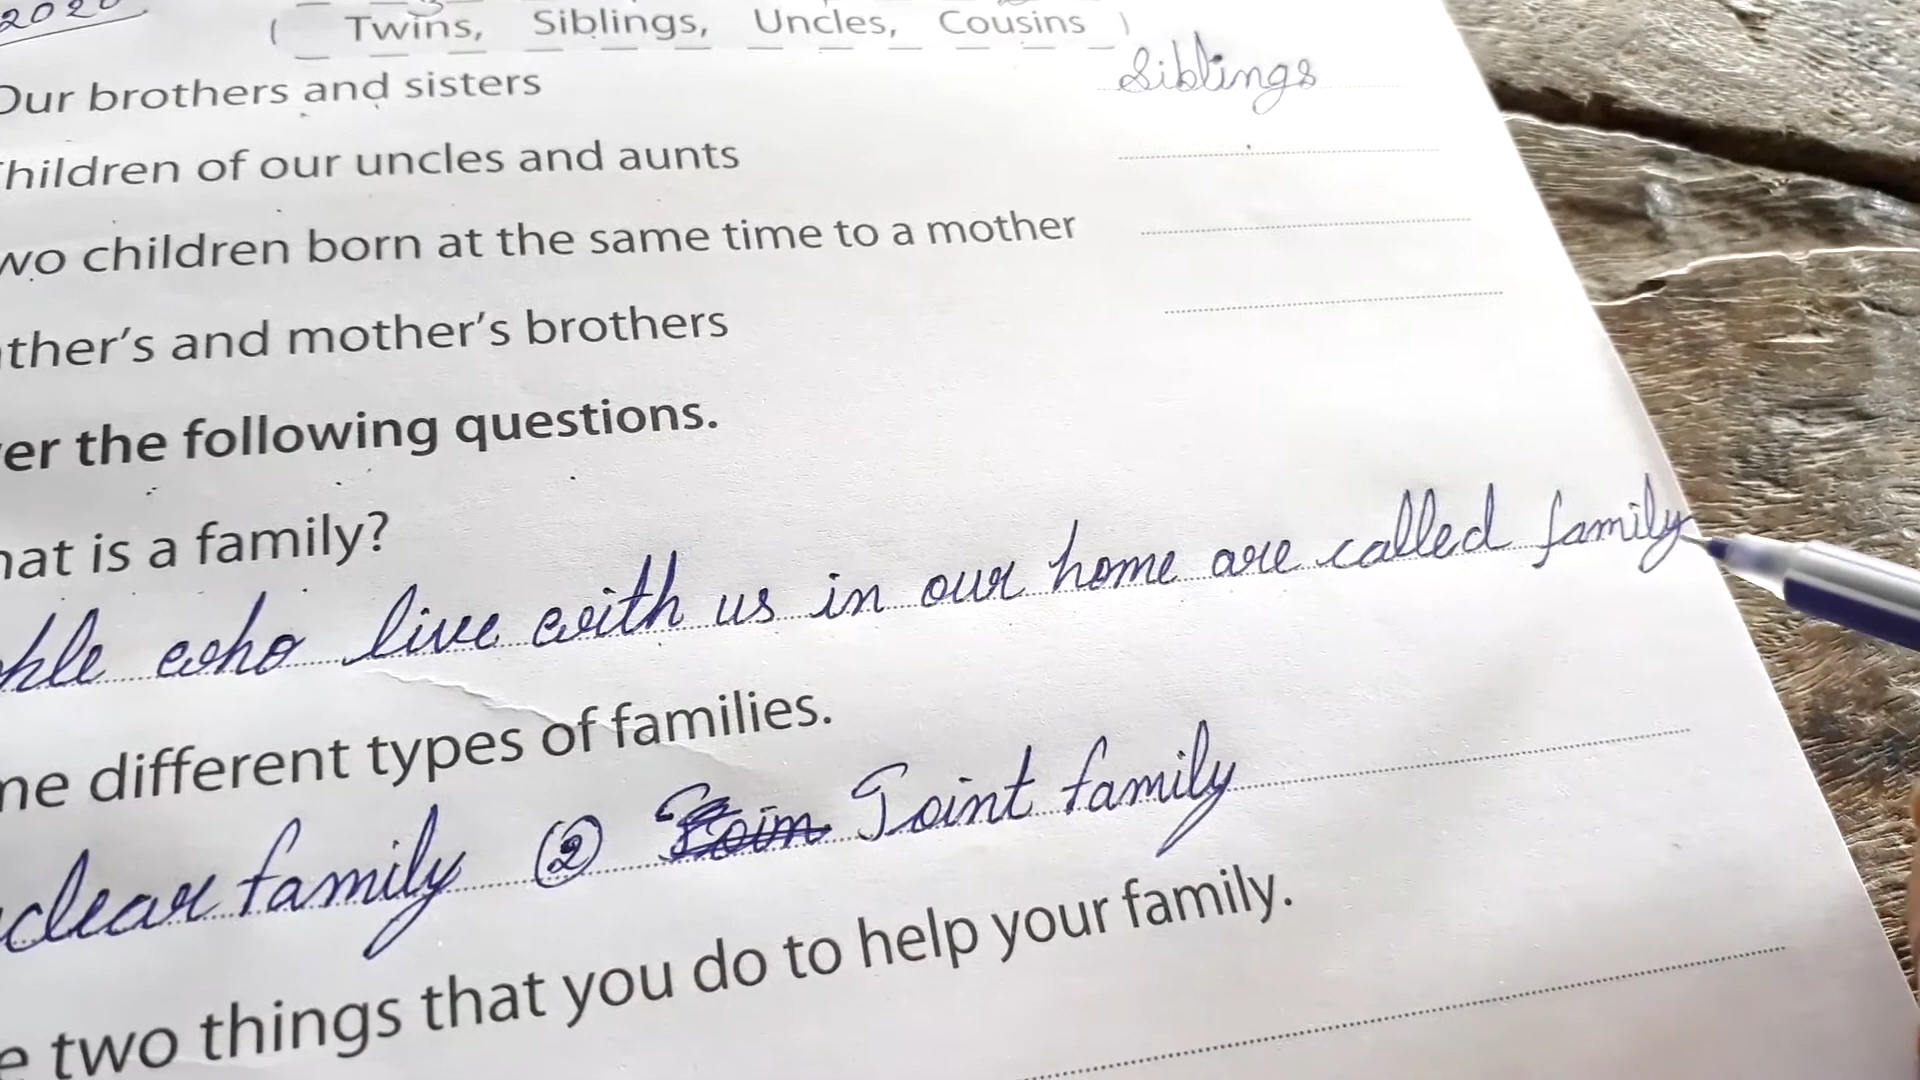 2020
( Twins, Siblings, Uncles, Cousins )
Our brothers and sisters Siblings
hildren of our uncles and aunts
wo children born at the same time to a mother
ther's and mother's brothers
er the following questions.
hat is a family?
ple who live with us in our home are called family
me different types of families.
clear family ② Joint family
e two things that you do to help your family.